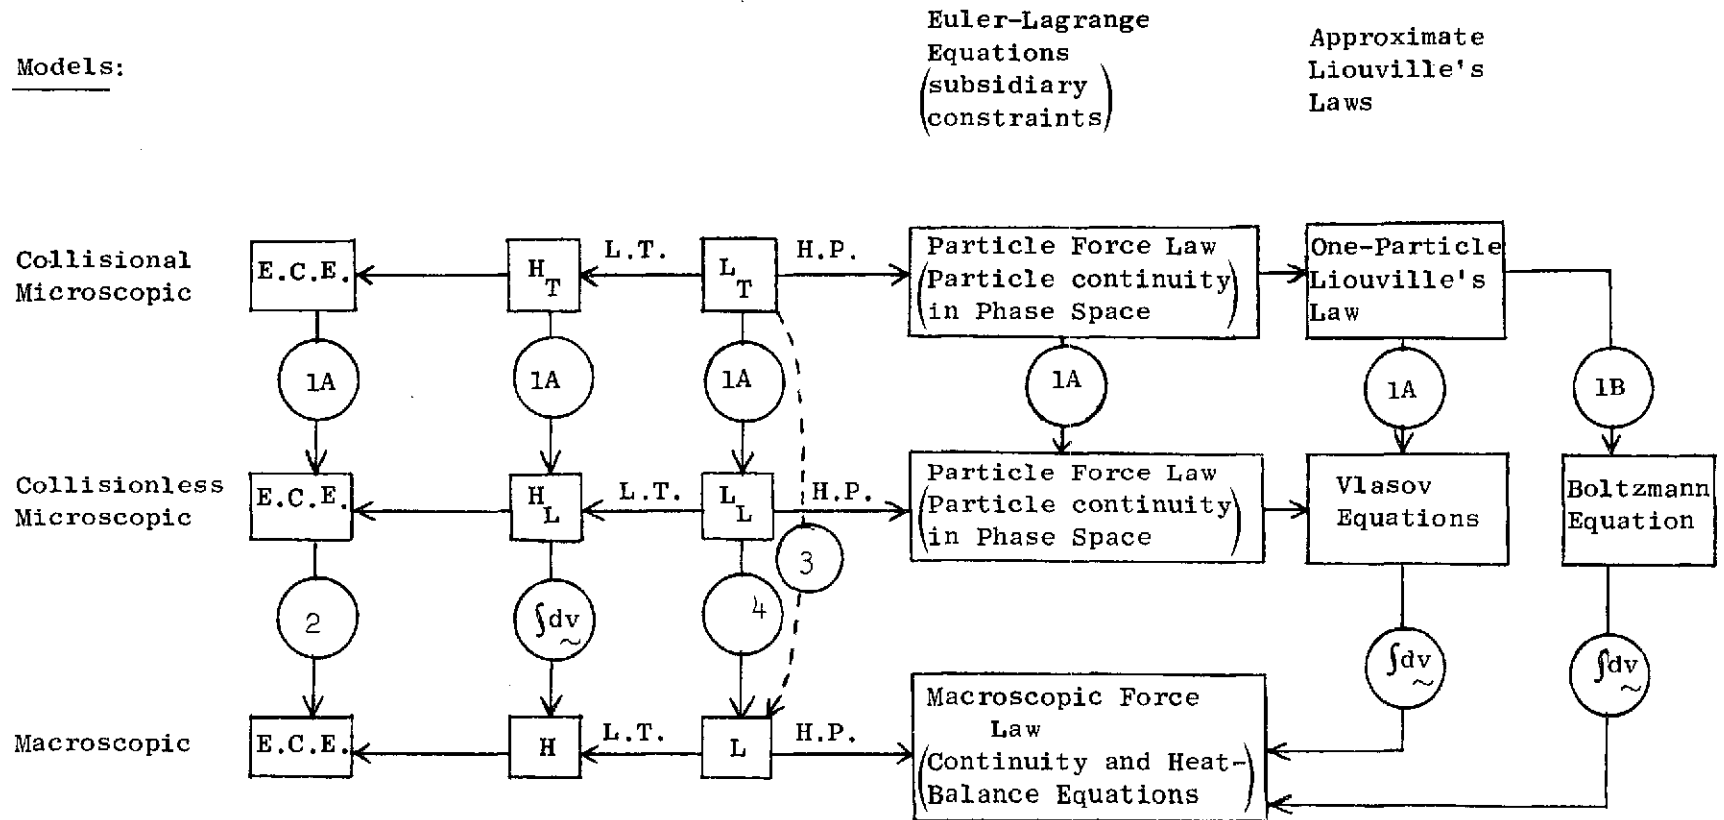 Models:
Euler-Lagrange
Equations
(subsidiary
constraints)
Approximate
Liouville's
Laws
Collisional
Microscopic
E.C.E.
H_T
L.T.
L_T
H.P.
Particle Force Law
(Particle continuity
in Phase Space)
One-Particle
Liouville's
Law
1A
1A
1A
1A
1A
1B
Collisionless
Microscopic
E.C.E.
H_L
L.T.
L_L
H.P.
Particle Force Law
(Particle continuity
in Phase Space)
Vlasov
Equations
Boltzmann
Equation
3
2
∫dv
4
∫dv
∫dv
Macroscopic
E.C.E.
H
L.T.
L
H.P.
Macroscopic Force
Law
(Continuity and Heat-
Balance Equations)